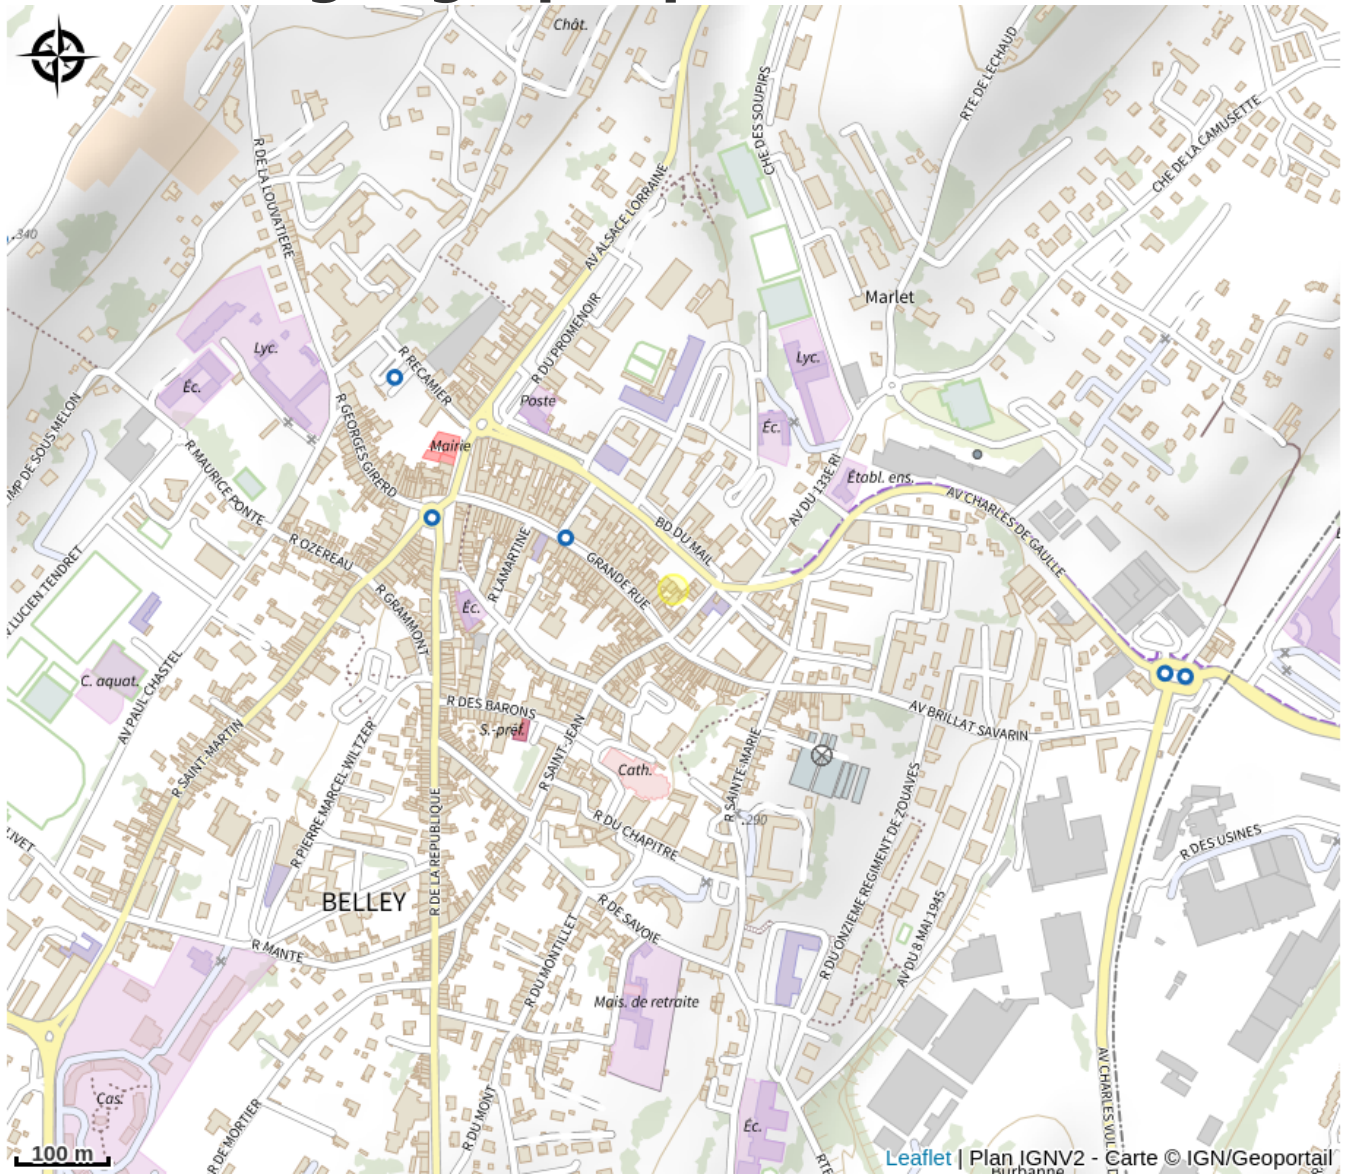 Chât.
RTE DE LECHAUD
CHE DES SOUPIRS
CHE DE LA CAMUSETTE
R DE LA LOUVATIERE
AV ALSACE LORRAINE
.340
Marlet
R DU PROMENOIR
Lyc.
R RECAMIER
Lyc.
Éc.
Poste
IMP DE SOUS MELON
R GEORGES GIRERD
Mairie
Éc.
R MAURICE PONTE
AV DU 133E RI
Établ. ens.
AV CHARLES DE GAULLE
BD DU MAIL
R OZEREAU
R LAMARTINE
GRANDE RUE
V. LUCIEN TENDRET
R GRAMMONT
Éc.
C. aquat.
AV PAUL CHASTEL
R DES BARONS
S.-préf.
AV BRILLAT SAVARIN
R SAINT-MARTIN
R PIERRE MARCEL WILTZER
R SAINT-JEAN
Cath.
R SAINTE-MARIE
R DU ONZIEME REGIMENT DE ZOUAVES
.290
R DE LA REPUBLIQUE
R DU CHAPITRE
R DES USINES
OLIVET
BELLEY
R DE SAVOIE
AV DU 8 MAI 1945
R MANTE
R DU MONTILLET
Mais. de retraite
AV CHARLES VUL
Cas.
R DE MORTIER
R DU MONT
Éc.
RTE
100 m
Burbanne
Leaflet | Plan IGNV2 - Carte © IGN/Geoportail